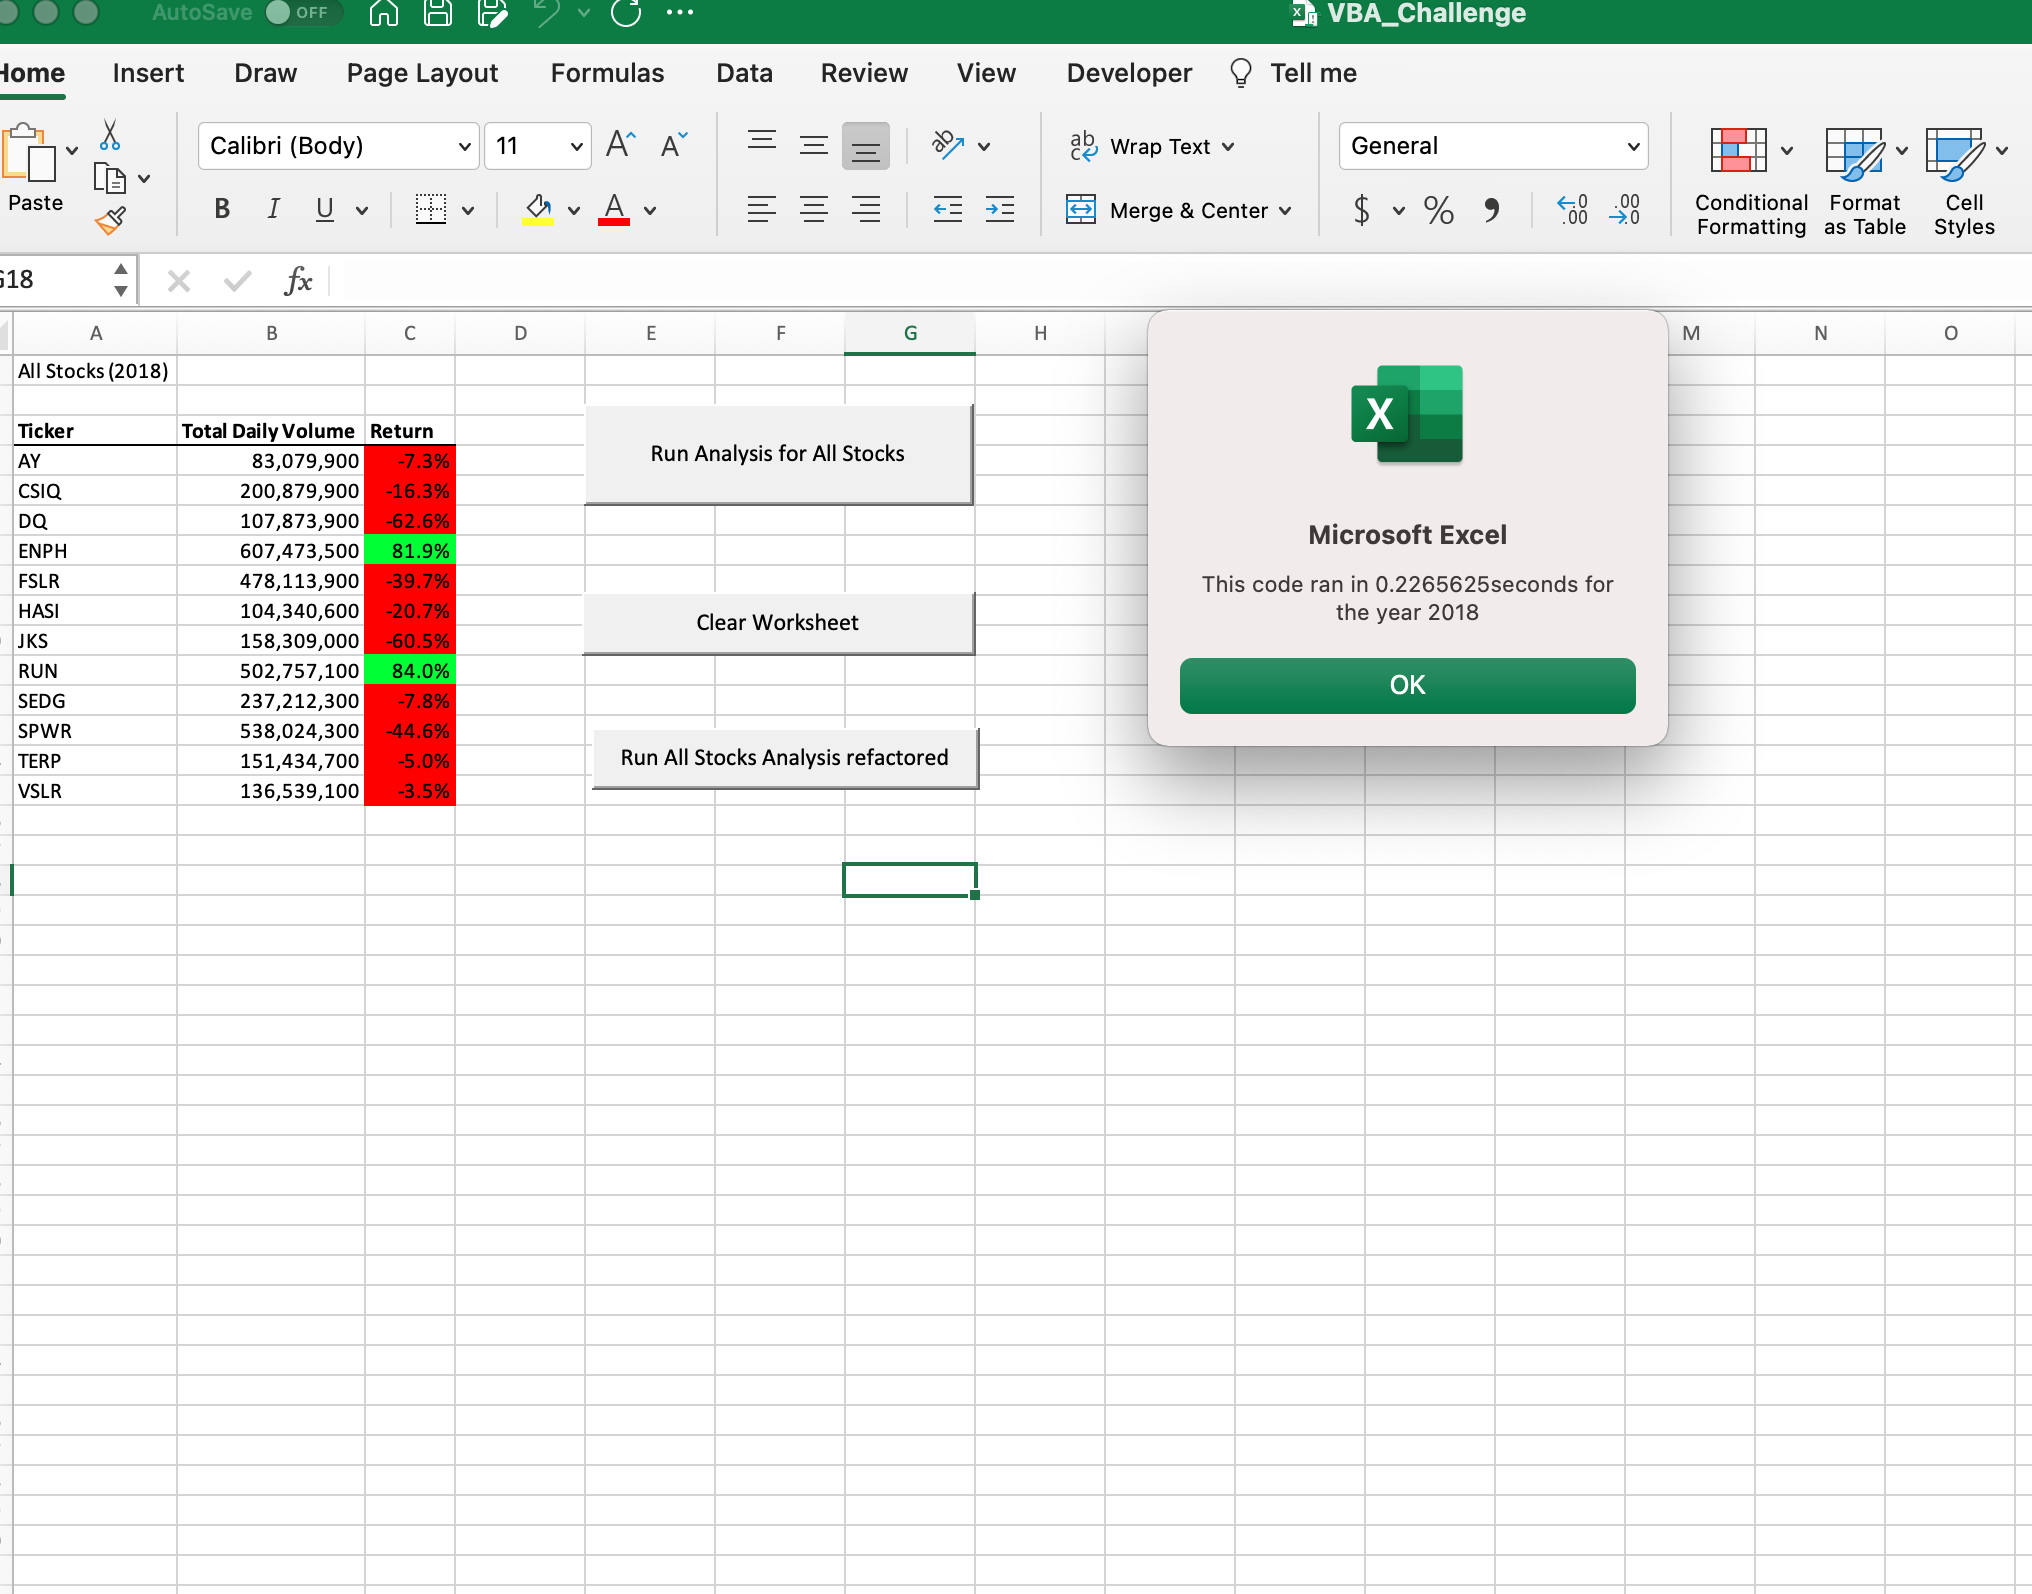 AutoSave OFF VBA_Challenge
Home Insert Draw Page Layout Formulas Data Review View Developer Tell me
Paste
Calibri (Body) 11 A A
B I U A
ab Wrap Text
Merge & Center
General
$ % 9 .00 .00
Conditional Formatting
Format as Table
Cell Styles
G18 fx
A B C D E F G H M N O
All Stocks (2018)
Ticker Total Daily Volume Return
AY 83,079,900 -7.3%
CSIQ 200,879,900 -16.3%
DQ 107,873,900 -62.6%
ENPH 607,473,500 81.9%
FSLR 478,113,900 -39.7%
HASI 104,340,600 -20.7%
JKS 158,309,000 -60.5%
RUN 502,757,100 84.0%
SEDG 237,212,300 -7.8%
SPWR 538,024,300 -44.6%
TERP 151,434,700 -5.0%
VSLR 136,539,100 -3.5%
Run Analysis for All Stocks
Clear Worksheet
Run All Stocks Analysis refactored
X
Microsoft Excel
This code ran in 0.2265625seconds for
the year 2018
OK